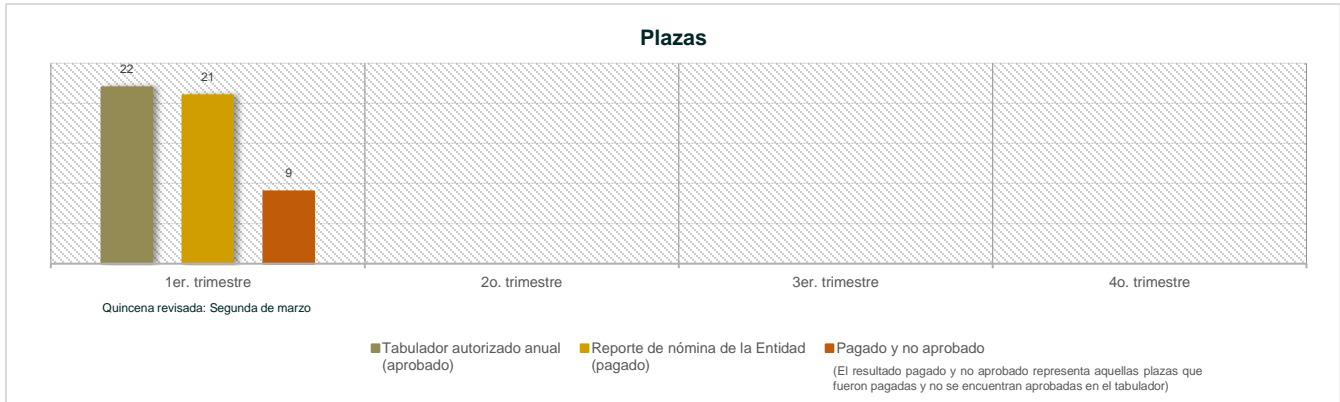 Plazas
22
21
9
1er. trimestre
2o. trimestre
3er. trimestre
4o. trimestre
Quincena revisada: Segunda de marzo
Tabulador autorizado anual
(aprobado)
Reporte de nómina de la Entidad
(pagado)
Pagado y no aprobado
(El resultado pagado y no aprobado representa aquellas plazas que
fueron pagadas y no se encuentran aprobadas en el tabulador)